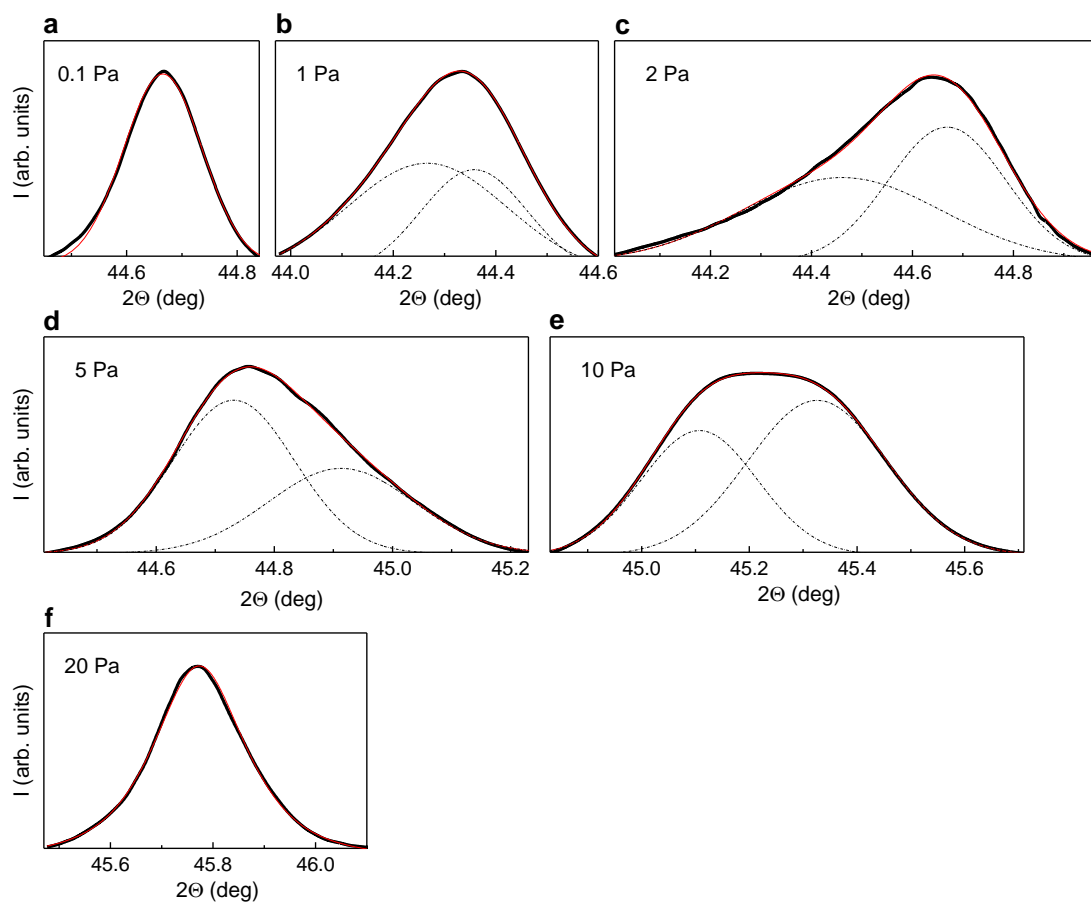 a
0.1 Pa
I (arb. units)
44.6 44.8
2Θ (deg)
b
1 Pa
44.0 44.2 44.4 44.6
2Θ (deg)
c
2 Pa
44.2 44.4 44.6 44.8
2Θ (deg)
d
5 Pa
I (arb. units)
44.6 44.8 45.0 45.2
2Θ (deg)
e
10 Pa
45.0 45.2 45.4 45.6
2Θ (deg)
f
20 Pa
I (arb. units)
45.6 45.8 46.0
2Θ (deg)